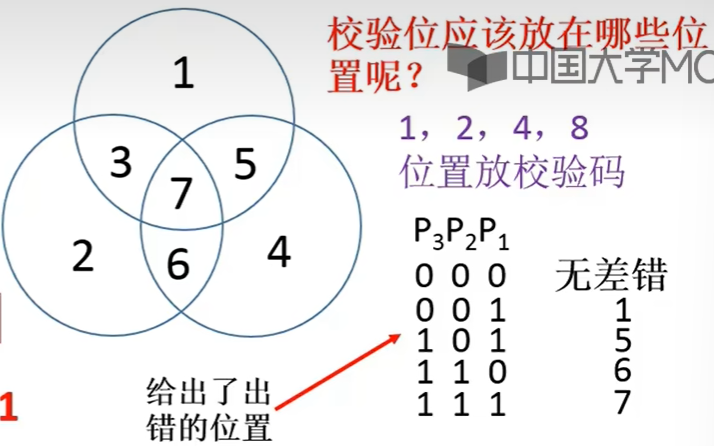 校验位应该放在哪些位
置呢？
中国大学MO
1
3
5
7
2
6
4
1，2，4，8
位置放校验码
P₃P₂P₁
0 0 0 无差错
0 0 1 1
1 0 1 5
1 1 0 6
1 1 1 7
给出了出
错的位置
1